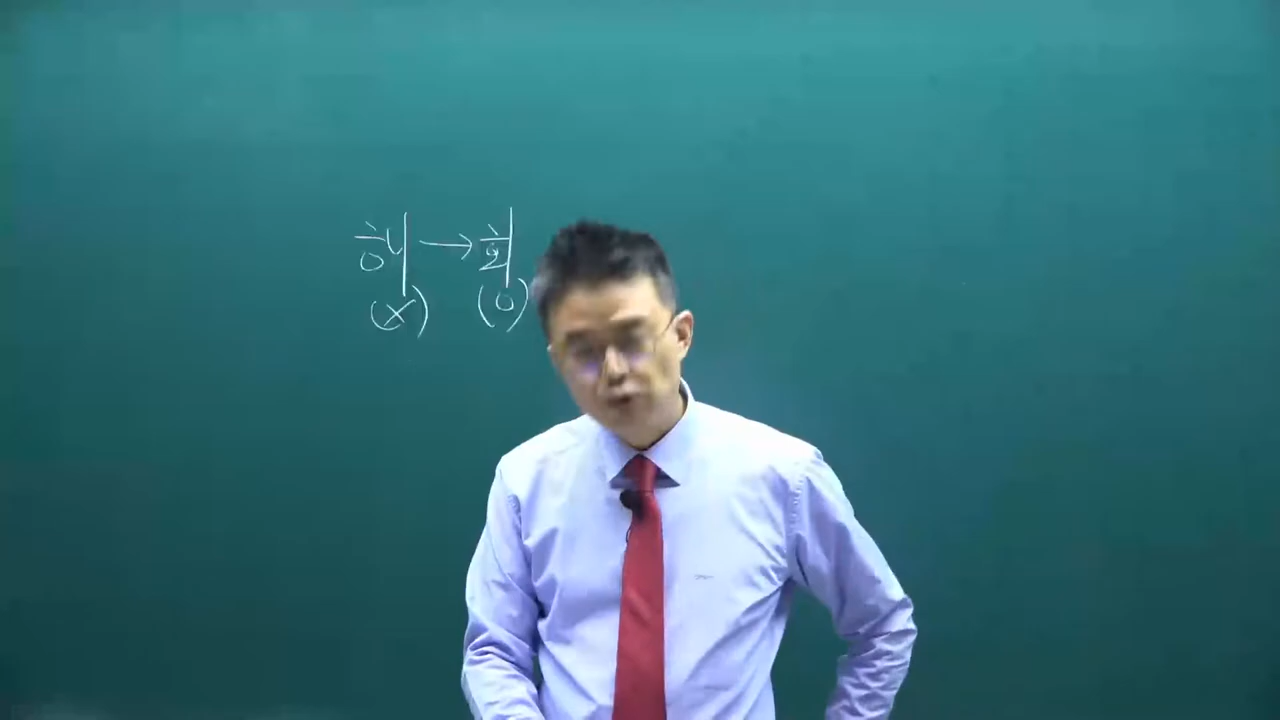 해 → 회
(x) (o)